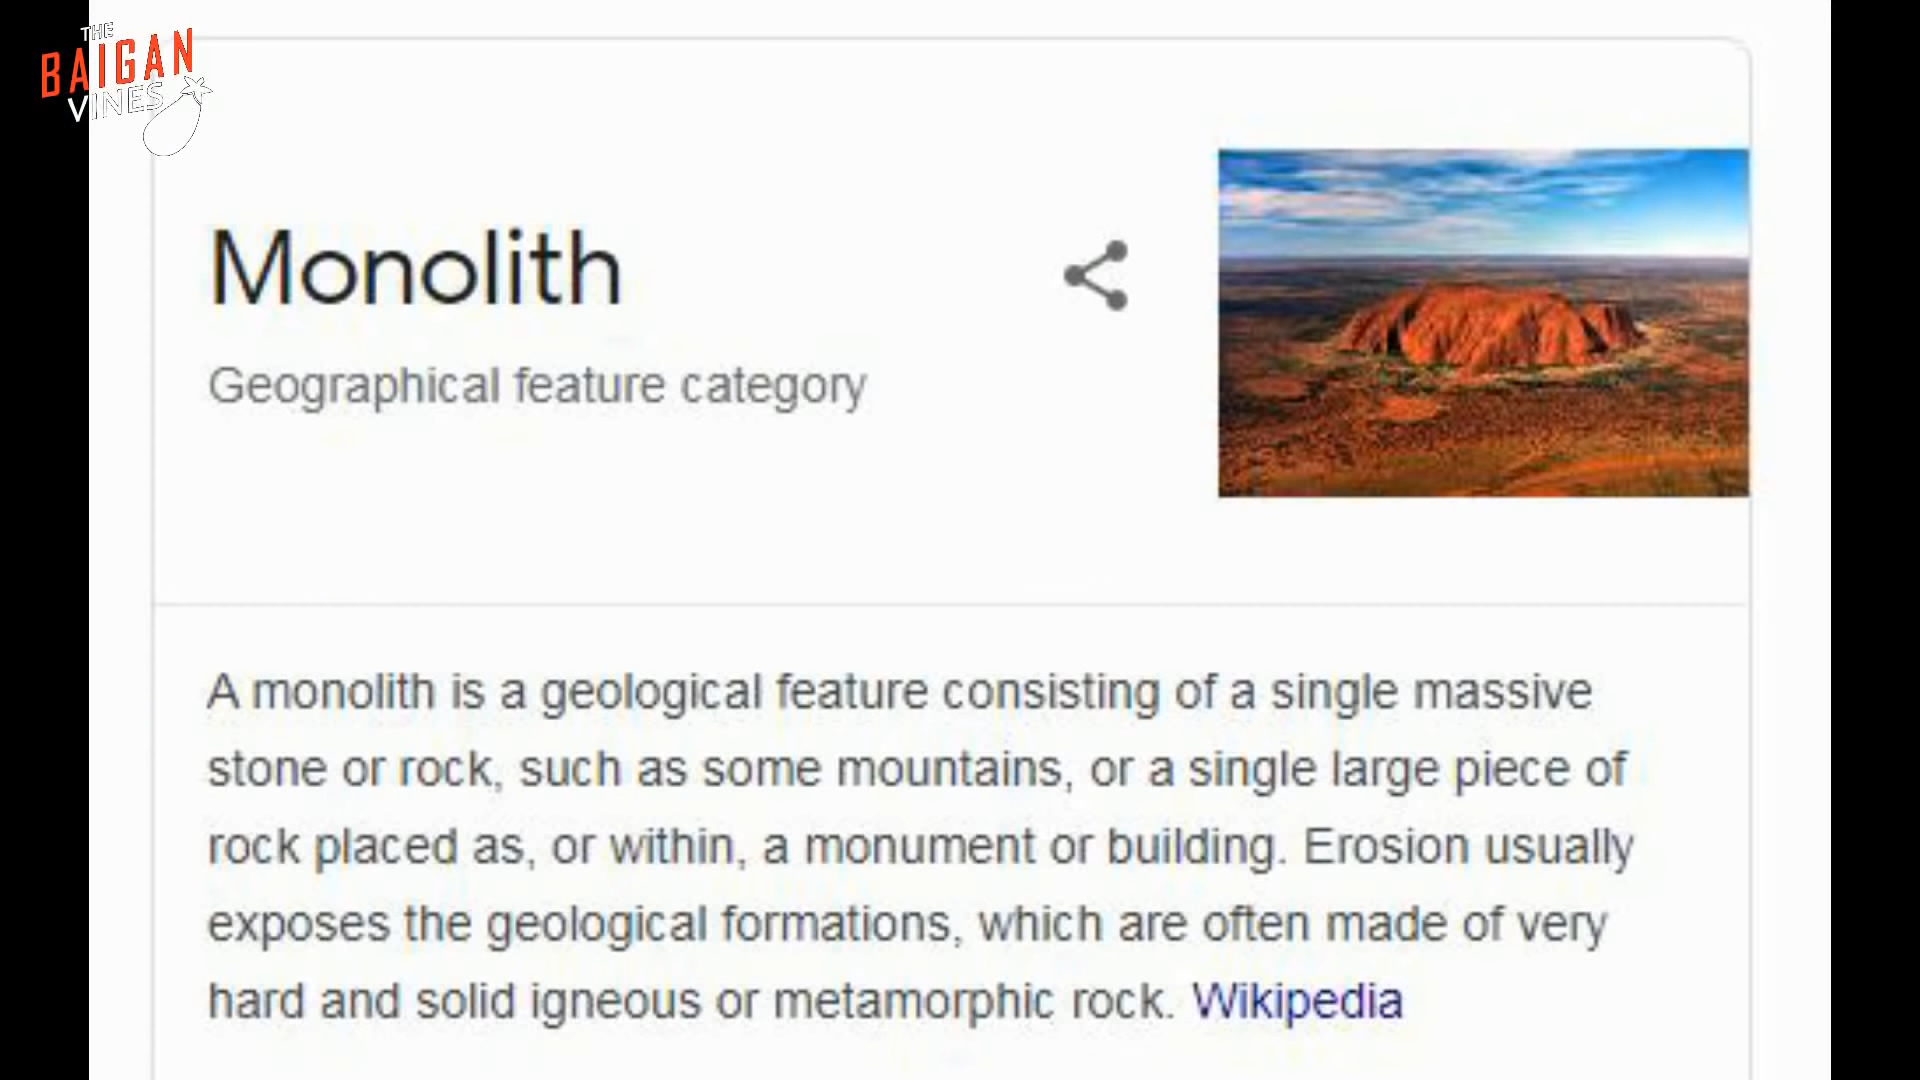 THE
BAIGAN
VINES
Monolith
Geographical feature category
A monolith is a geological feature consisting of a single massive
stone or rock, such as some mountains, or a single large piece of
rock placed as, or within, a monument or building. Erosion usually
exposes the geological formations, which are often made of very
hard and solid igneous or metamorphic rock. Wikipedia